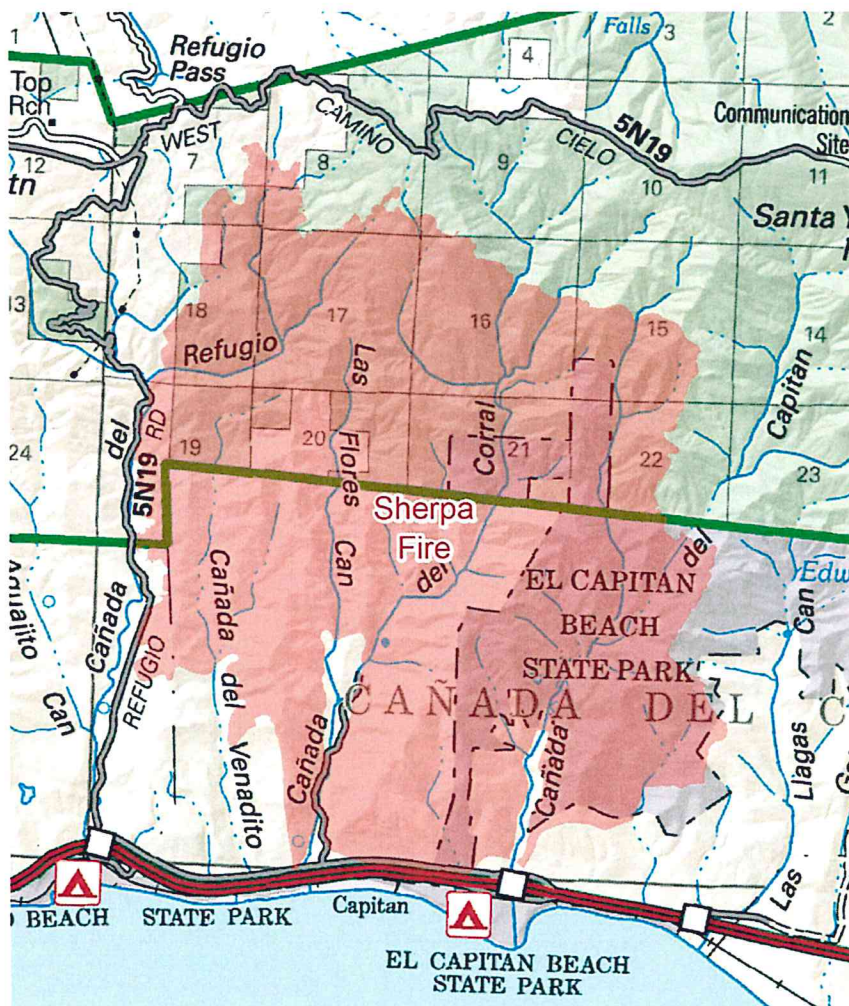 1
Refugio
Pass
Falls
3
2
4
Top
Rch
WEST
CAMINO
CIELO
5N19
Communication
Site
12
7
8
9
10
11
tn
Santa Y
13
18
17
16
15
14
Refugio
Las
Flores
Can
Corral
Capitan
24
del
5N19
RD
19
20
21
22
23
Sherpa
Fire
del
del
EL CAPITAN
BEACH
STATE PARK
Edw
Cañada
del
Venadito
Can
Cañada
REFUGIO
CAÑADA DEL C
Can
Llagas
Las
Cañada
Cañada
O BEACH
STATE PARK
Capitan
EL CAPITAN BEACH
STATE PARK